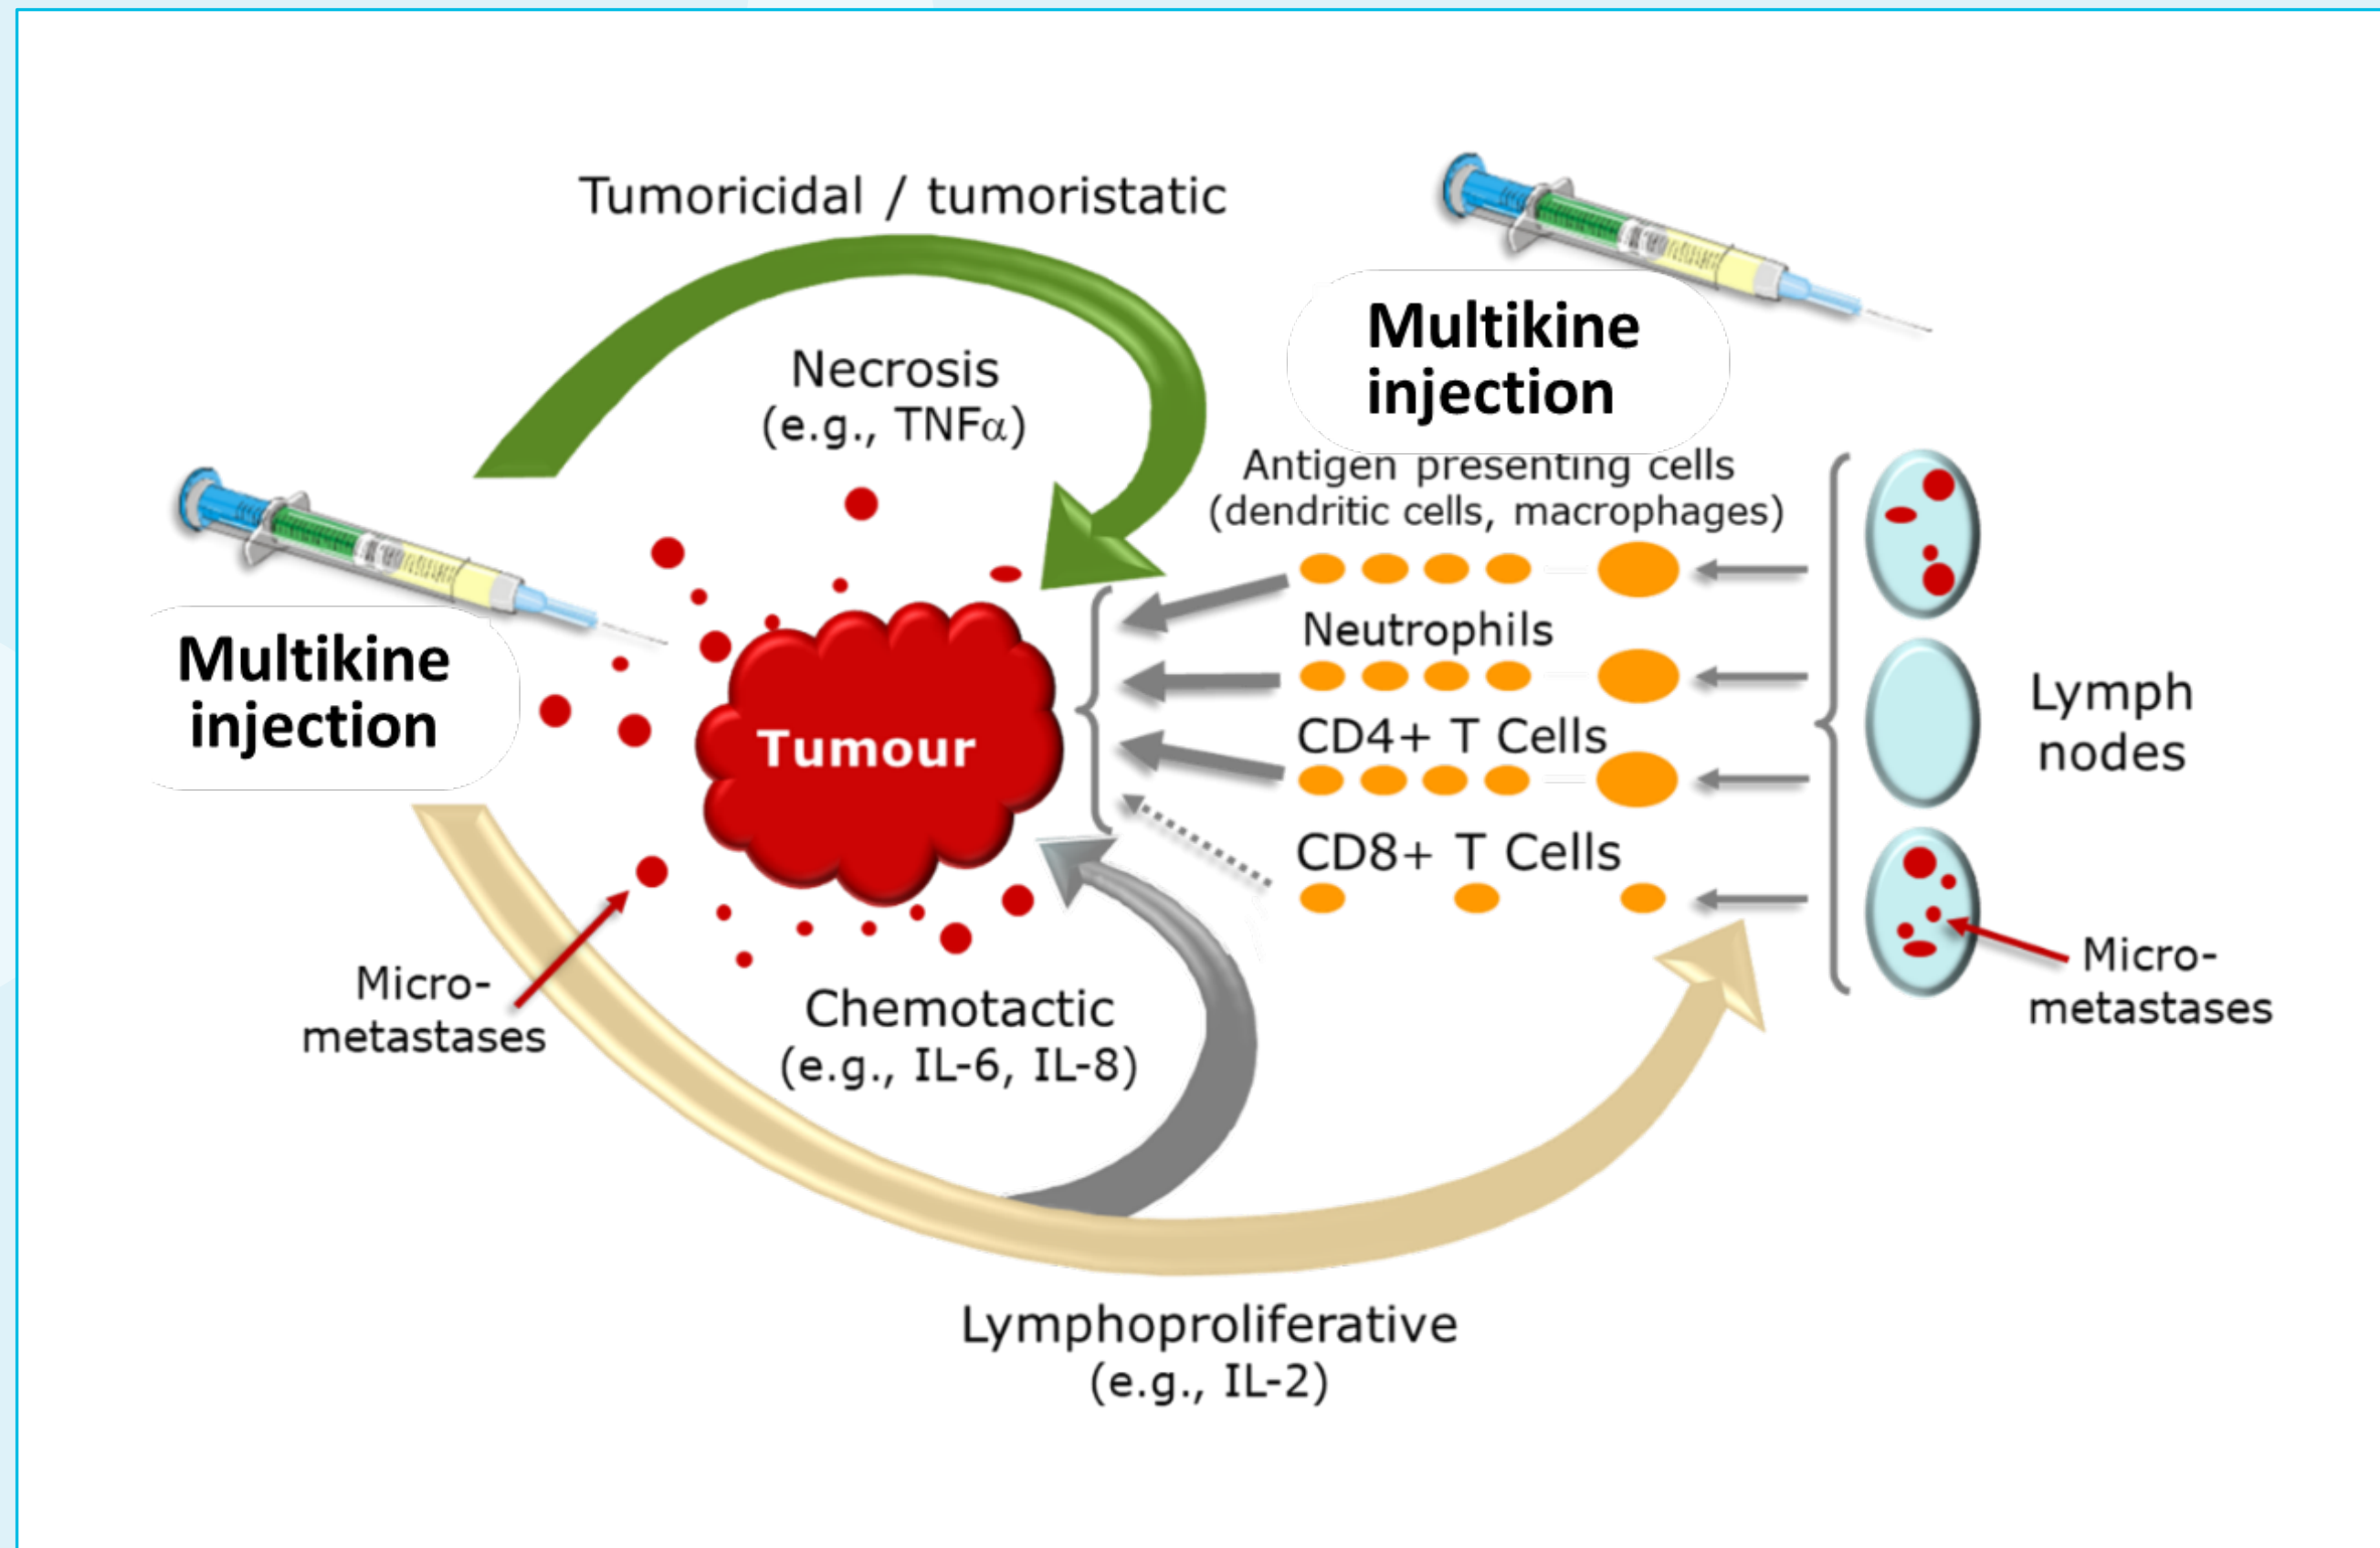 Tumoricidal / tumoristatic
Necrosis
(e.g., TNFα)
Multikine
injection
Antigen presenting cells
(dendritic cells, macrophages)
Neutrophils
CD4+ T Cells
CD8+ T Cells
Lymph
nodes
Micro-
metastases
Multikine
injection
Tumour
Micro-
metastases
Chemotactic
(e.g., IL-6, IL-8)
Lymphoproliferative
(e.g., IL-2)